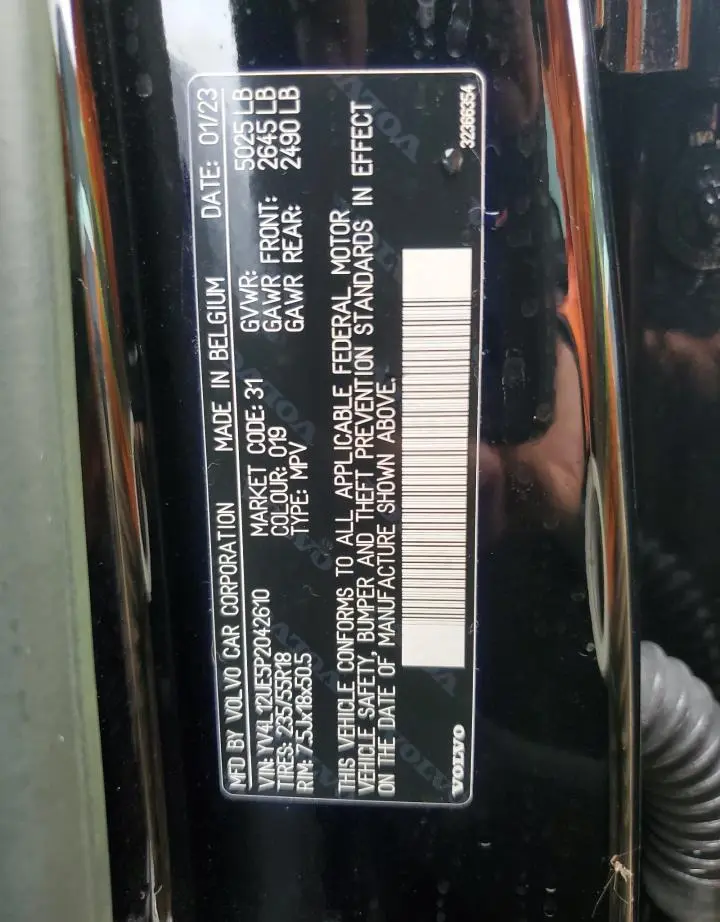 MFD BY VOLVO CAR CORPORATION MADE IN BELGIUM DATE: 01/23
VIN: YV4L12UE5P2042610 MARKET CODE: 31 GVWR: 5025 LB
TIRES: 235/55R18 COLOUR: 019 GAWR FRONT: 2645 LB
RIM: 7.5Jx18x50.5 TYPE: MPV GAWR REAR: 2490 LB
THIS VEHICLE CONFORMS TO ALL APPLICABLE FEDERAL MOTOR
VEHICLE SAFETY, BUMPER AND THEFT PREVENTION STANDARDS IN EFFECT
ON THE DATE OF MANUFACTURE SHOWN ABOVE.
VOLVO 32366354